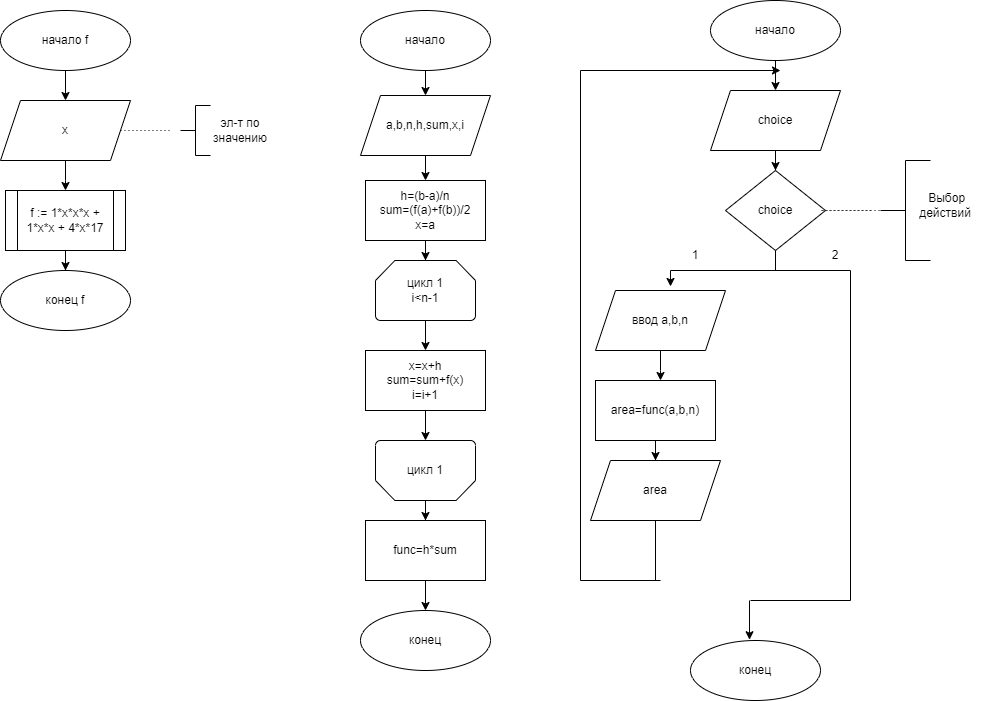 начало f
x
эл-т по
значению
f := 1*x*x*x +
1*x*x + 4*x*17
конец f
начало
a,b,n,h,sum,x,i
h=(b-a)/n
sum=(f(a)+f(b))/2
x=a
цикл 1
i<n-1
x=x+h
sum=sum+f(x)
i=i+1
цикл 1
func=h*sum
конец
начало
choice
choice
Выбор
действий
1
2
ввод a,b,n
area=func(a,b,n)
area
конец